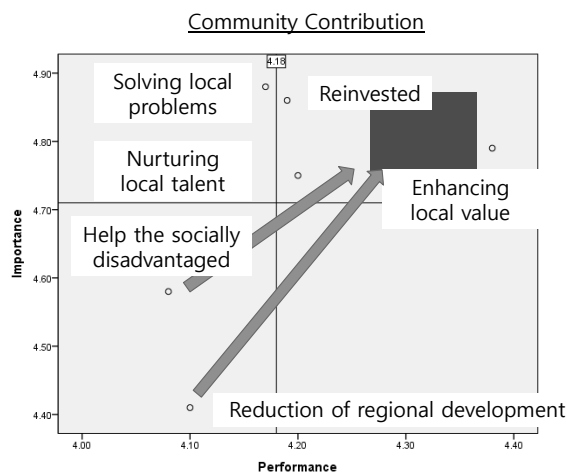 Community Contribution
4.18
4.90
Solving local
problems
Reinvested
4.80
Nurturing
local talent
Enhancing
local value
4.70
Importance
Help the socially
disadvantaged
4.60
4.50
4.40
Reduction of regional development
4.00
4.10
4.20
4.30
4.40
Performance